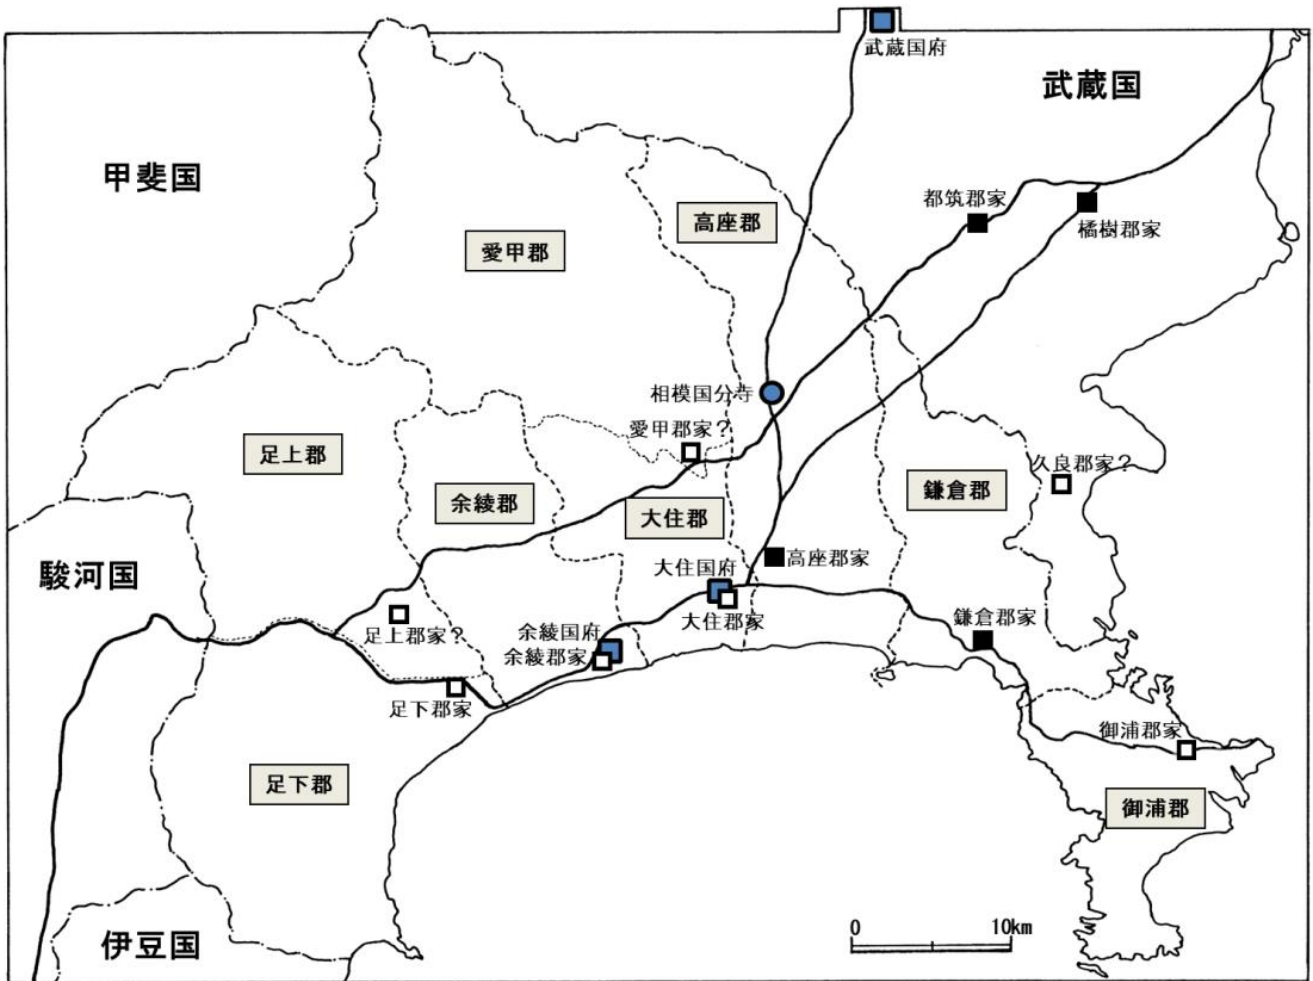 武蔵国府
武蔵国
甲斐国
都筑郡家
橘樹郡家
高座郡
愛甲郡
相模国分寺
愛甲郡家?
足上郡
久良郡家?
余綾郡
鎌倉郡
大住郡
駿河国
高座郡家
大住国府
大住郡家
鎌倉郡家
足上郡家?
余綾国府
余綾郡家
足下郡家
御浦郡家
足下郡
御浦郡
伊豆国
0 10km